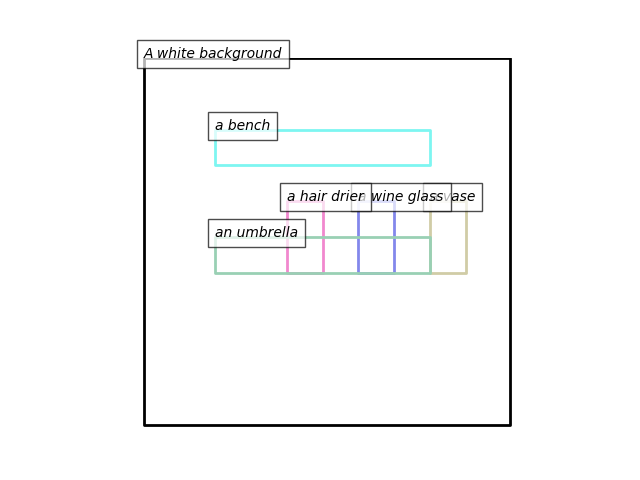 A white background
a bench
a hair drier
a wine glass
a vase
an umbrella